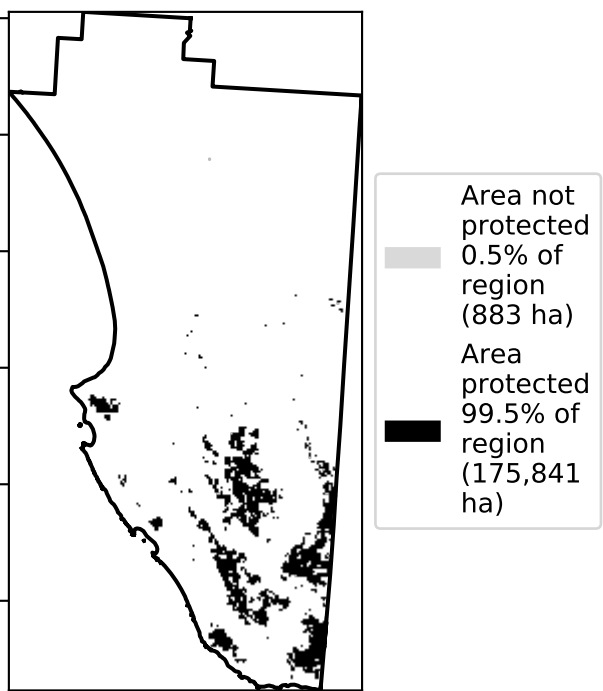 Area not
protected
0.5% of
region
(883 ha)
Area
protected
99.5% of
region
(175,841
ha)